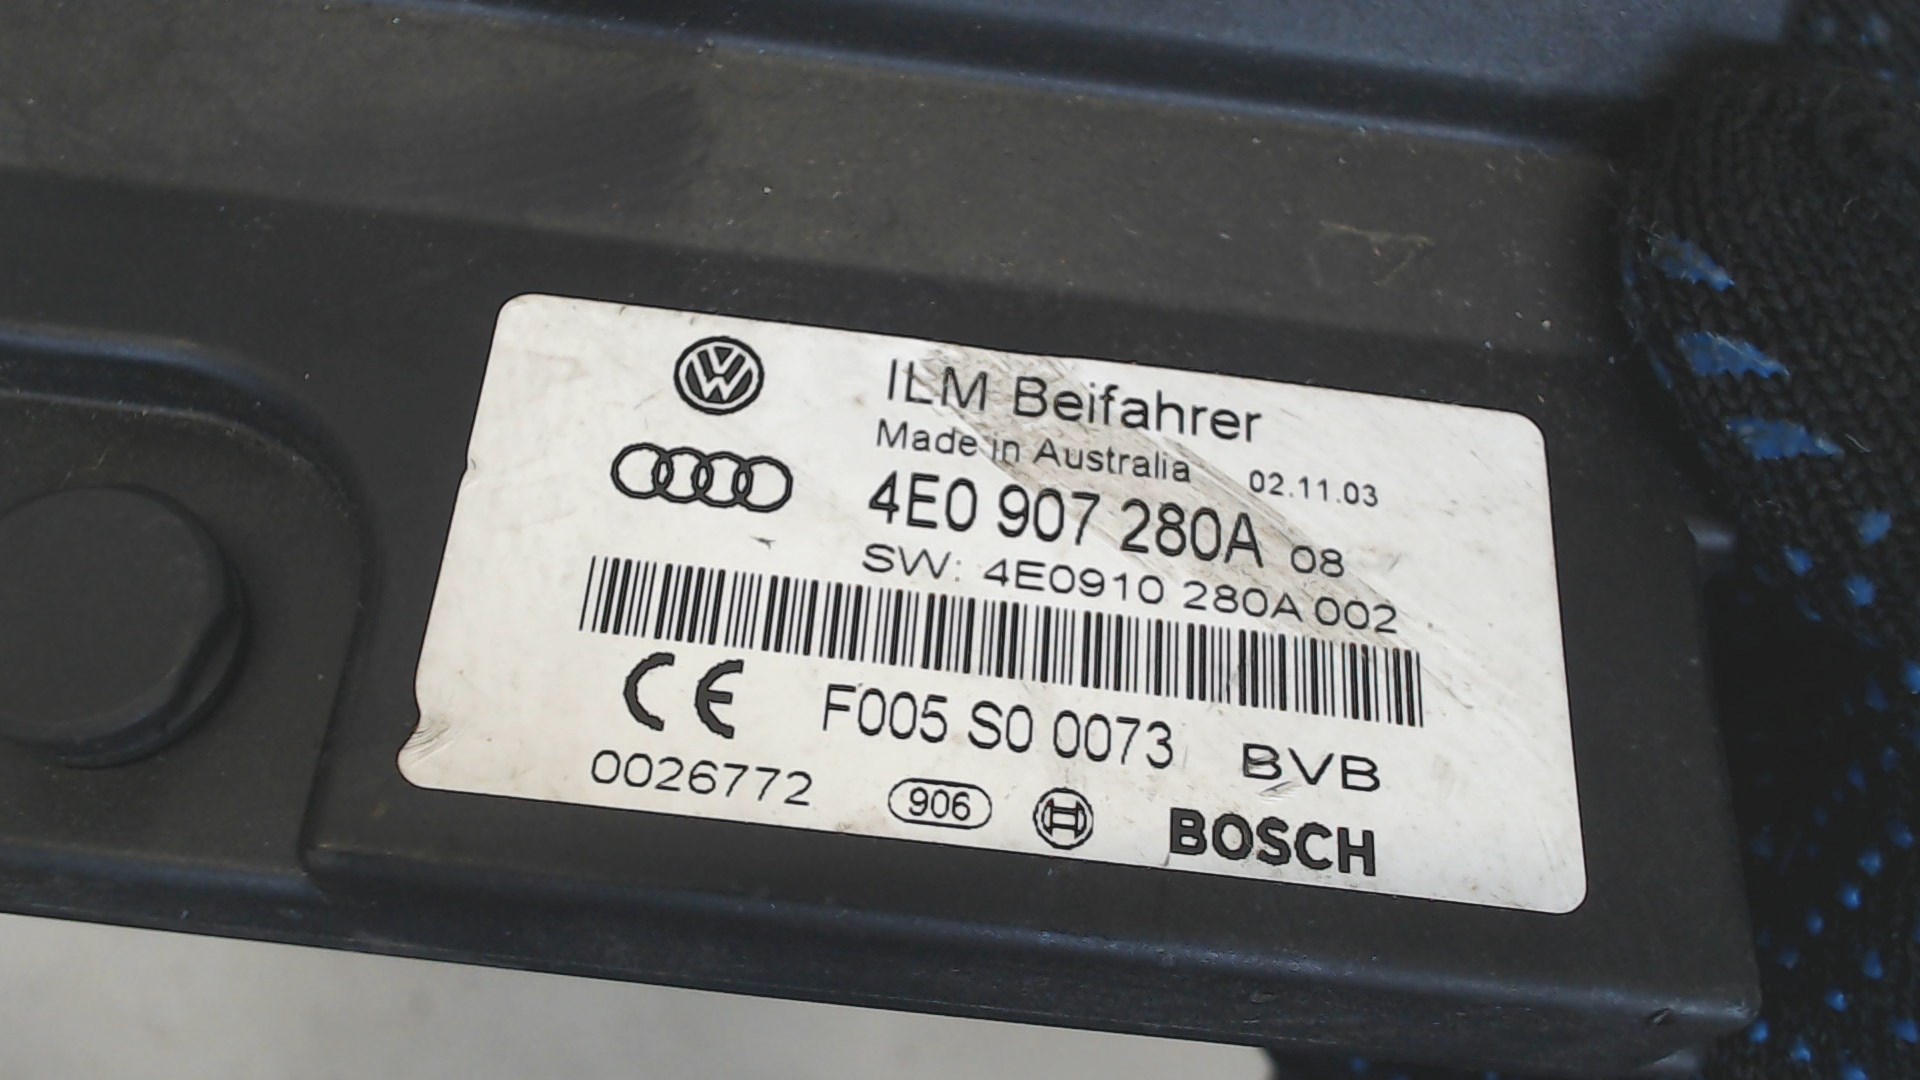 ILM Beifahrer
Made in Australia 02.11.03
4E0 907 280A 08
SW: 4E0910 280A 002
CE F005 S0 0073 BVB
0026772 906 BOSCH